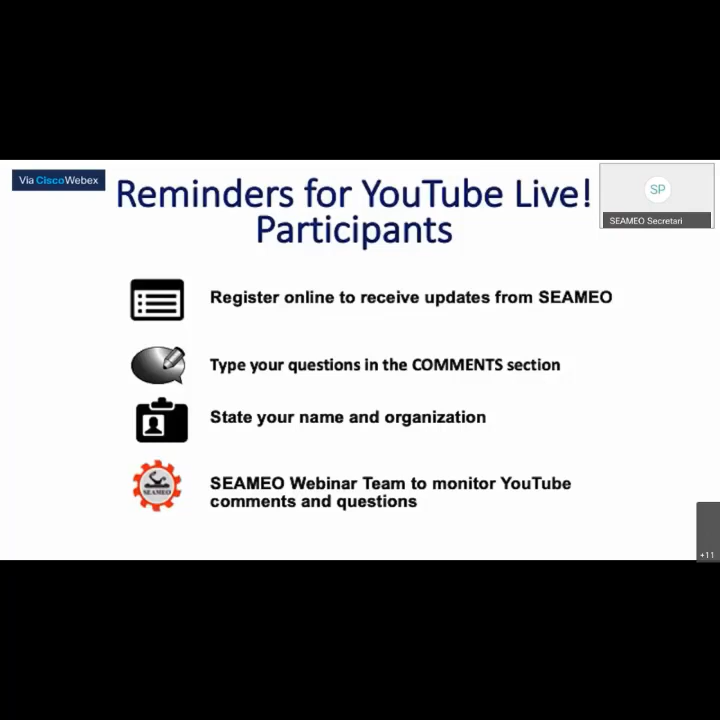 Via CiscoWebex
Reminders for YouTube Live!
Participants
SP
SEAMEO Secretari
Register online to receive updates from SEAMEO
Type your questions in the COMMENTS section
State your name and organization
SEAMEO
SEAMEO Webinar Team to monitor YouTube
comments and questions
+11